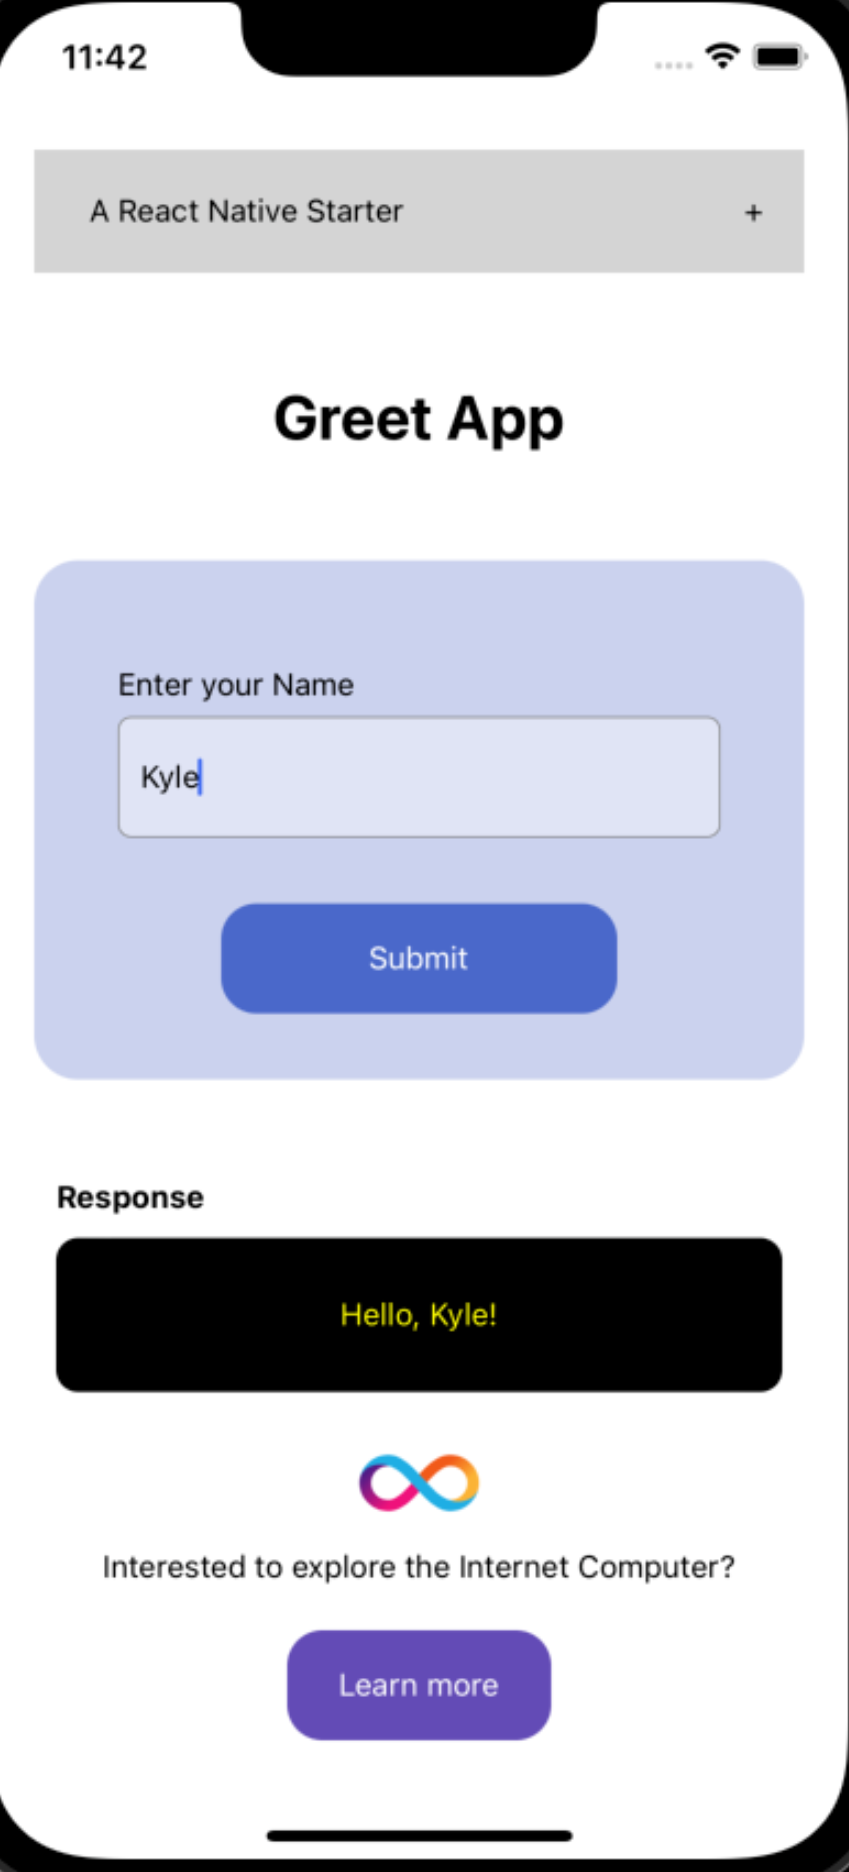 11:42
A React Native Starter +
Greet App
Enter your Name
Kyle
Submit
Response
Hello, Kyle!
Interested to explore the Internet Computer?
Learn more